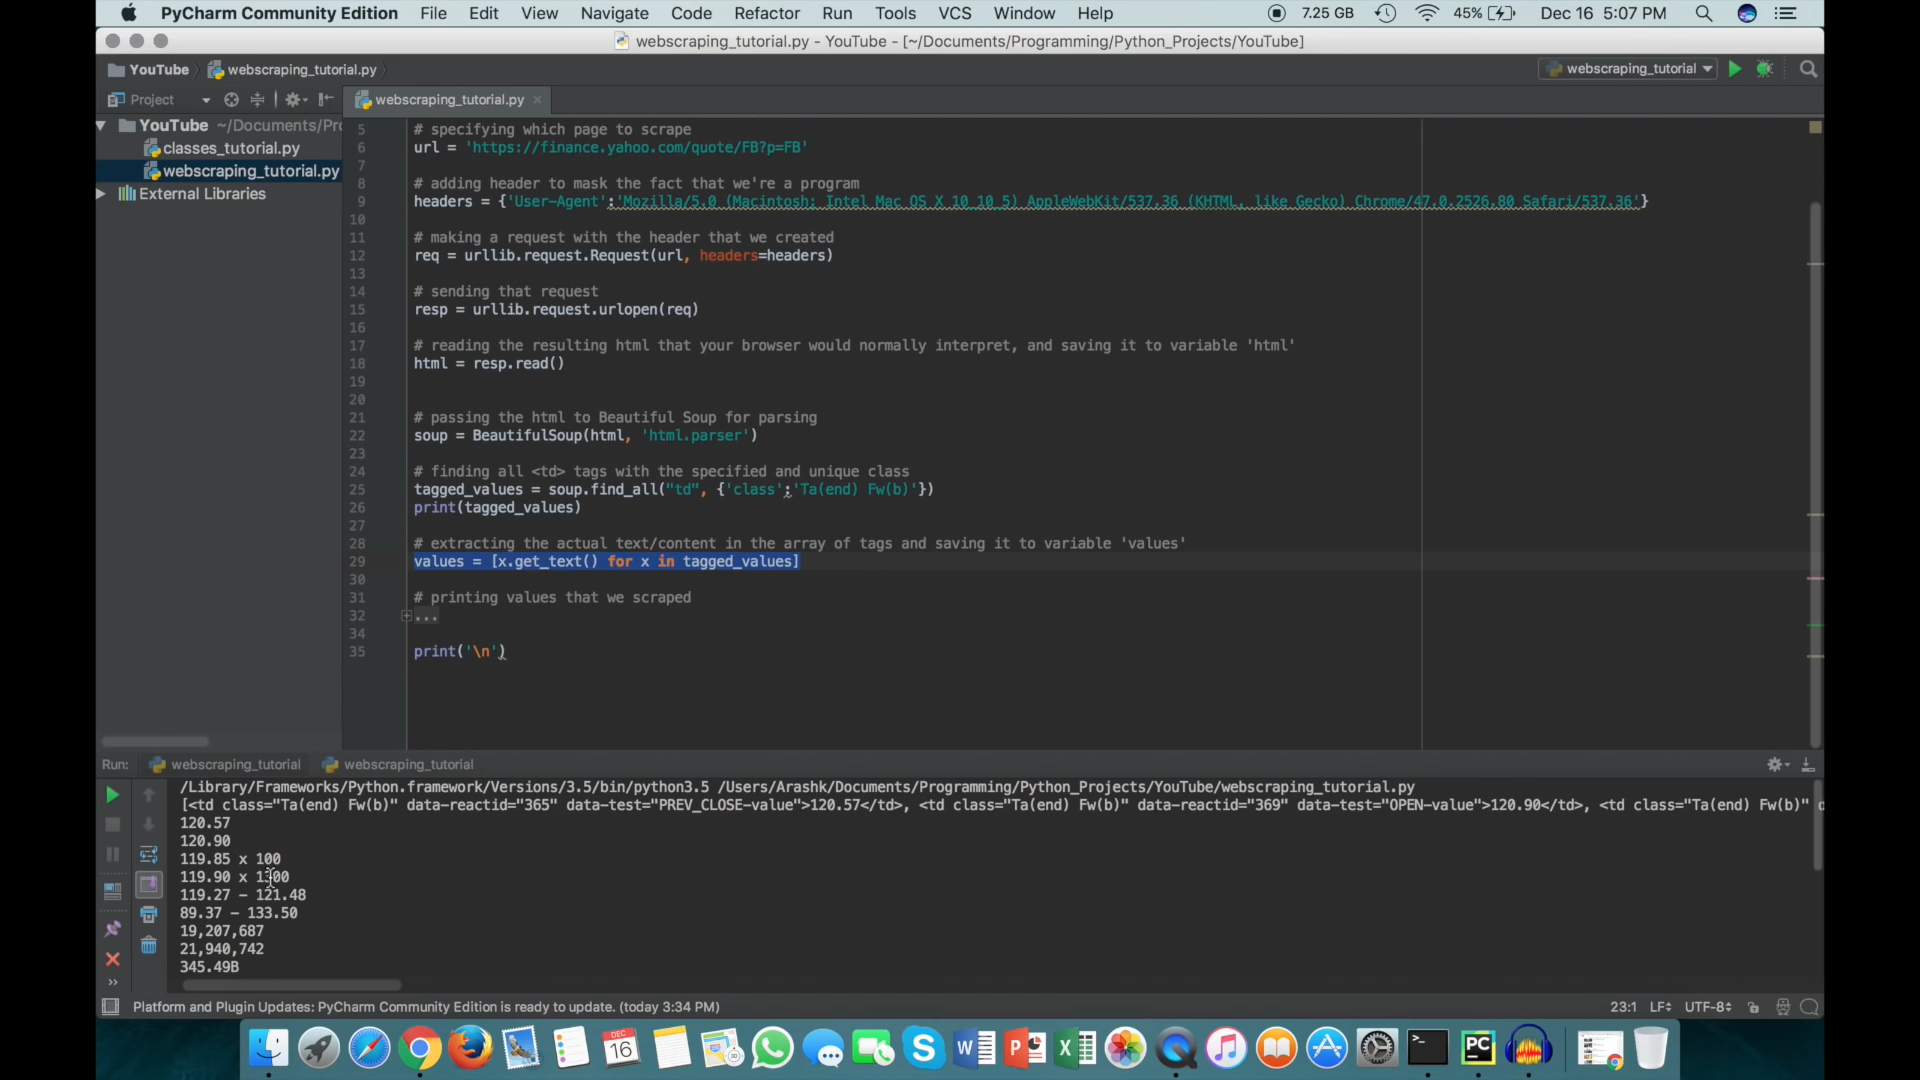 PyCharm Community Edition File Edit View Navigate Code Refactor Run Tools VCS Window Help 7.25 GB 45% Dec 16 5:07 PM
webscraping_tutorial.py - YouTube - [~/Documents/Programming/Python_Projects/YouTube]
YouTube webscraping_tutorial.py webscraping_tutorial
Project webscraping_tutorial.py
YouTube ~/Documents/Pro
classes_tutorial.py
webscraping_tutorial.py
External Libraries
5 # specifying which page to scrape
6 url = 'https://finance.yahoo.com/quote/FB?p=FB'
7
8 # adding header to mask the fact that we're a program
9 headers = {'User-Agent':'Mozilla/5.0 (Macintosh; Intel Mac OS X 10_10_5) AppleWebKit/537.36 (KHTML, like Gecko) Chrome/47.0.2526.80 Safari/537.36'}
10
11 # making a request with the header that we created
12 req = urllib.request.Request(url, headers=headers)
13
14 # sending that request
15 resp = urllib.request.urlopen(req)
16
17 # reading the resulting html that your browser would normally interpret, and saving it to variable 'html'
18 html = resp.read()
19
20
21 # passing the html to Beautiful Soup for parsing
22 soup = BeautifulSoup(html, 'html.parser')
23
24 # finding all <td> tags with the specified and unique class
25 tagged_values = soup.find_all("td", {'class':'Ta(end) Fw(b)'})
26 print(tagged_values)
27
28 # extracting the actual text/content in the array of tags and saving it to variable 'values'
29 values = [x.get_text() for x in tagged_values]
30
31 # printing values that we scraped
32 ...
34
35 print('\n')
Run: webscraping_tutorial webscraping_tutorial
/Library/Frameworks/Python.framework/Versions/3.5/bin/python3.5 /Users/Arashk/Documents/Programming/Python_Projects/YouTube/webscraping_tutorial.py
[<td class="Ta(end) Fw(b)" data-reactid="365" data-test="PREV_CLOSE-value">120.57</td>, <td class="Ta(end) Fw(b)" data-reactid="369" data-test="OPEN-value">120.90</td>, <td class="Ta(end) Fw(b)" d
120.57
120.90
119.85 x 100
119.90 x
119.27 - 121.48
89.37 - 133.50
19,207,687
21,940,742
345.49B
Platform and Plugin Updates: PyCharm Community Edition is ready to update. (today 3:34 PM) 23:1 LF UTF-8
DEC
16
PC